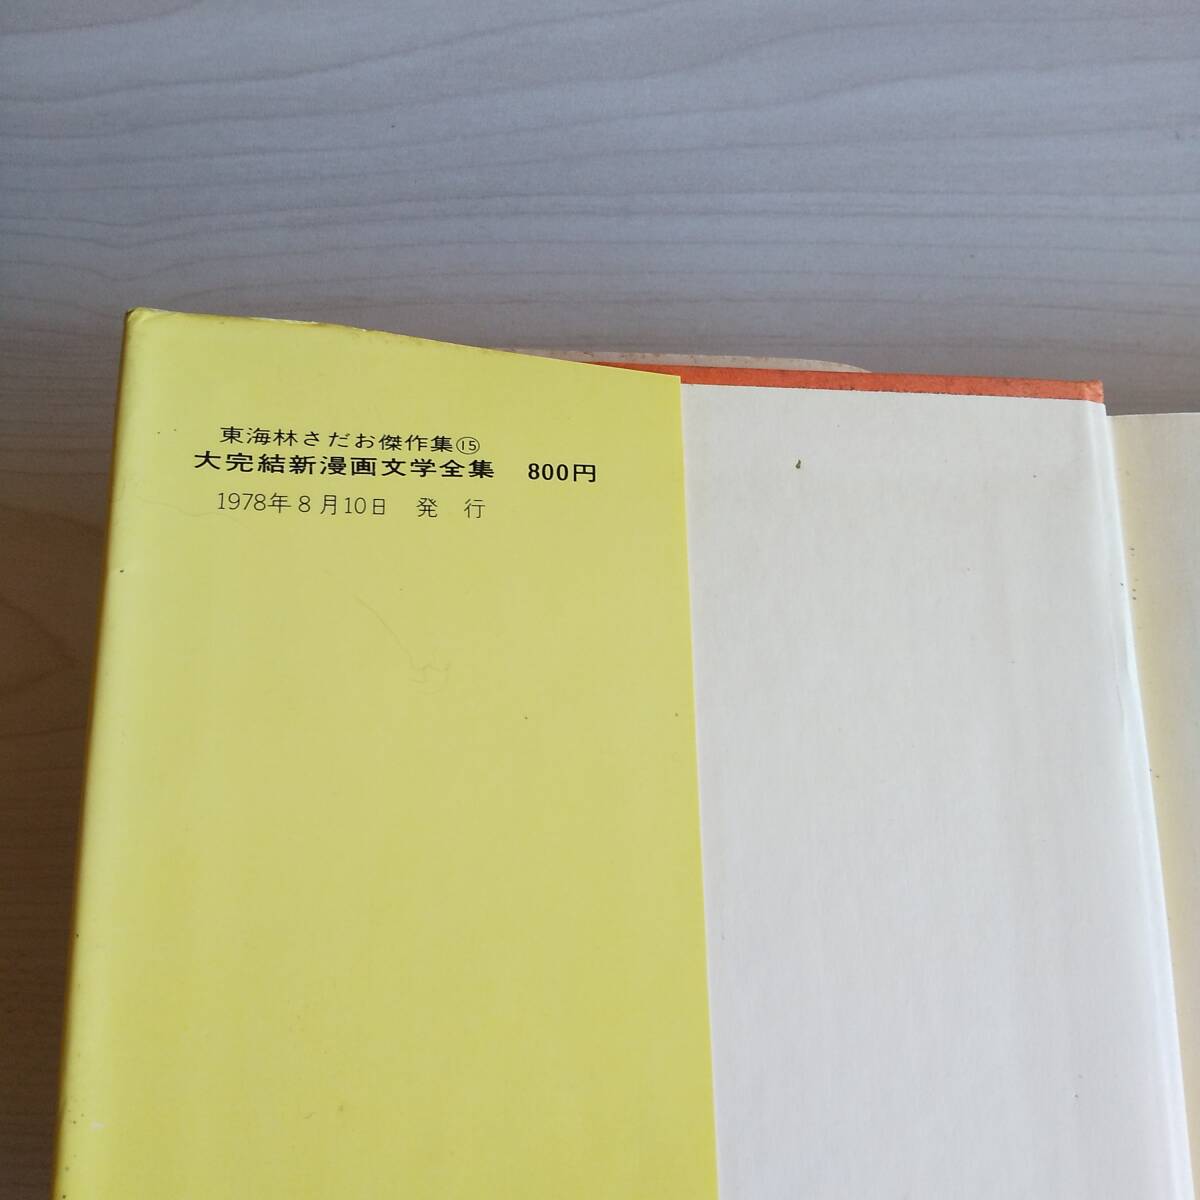 東海林さだお傑作集⑮
大完結新漫画文学全集 800円
1978年8月10日 発 行